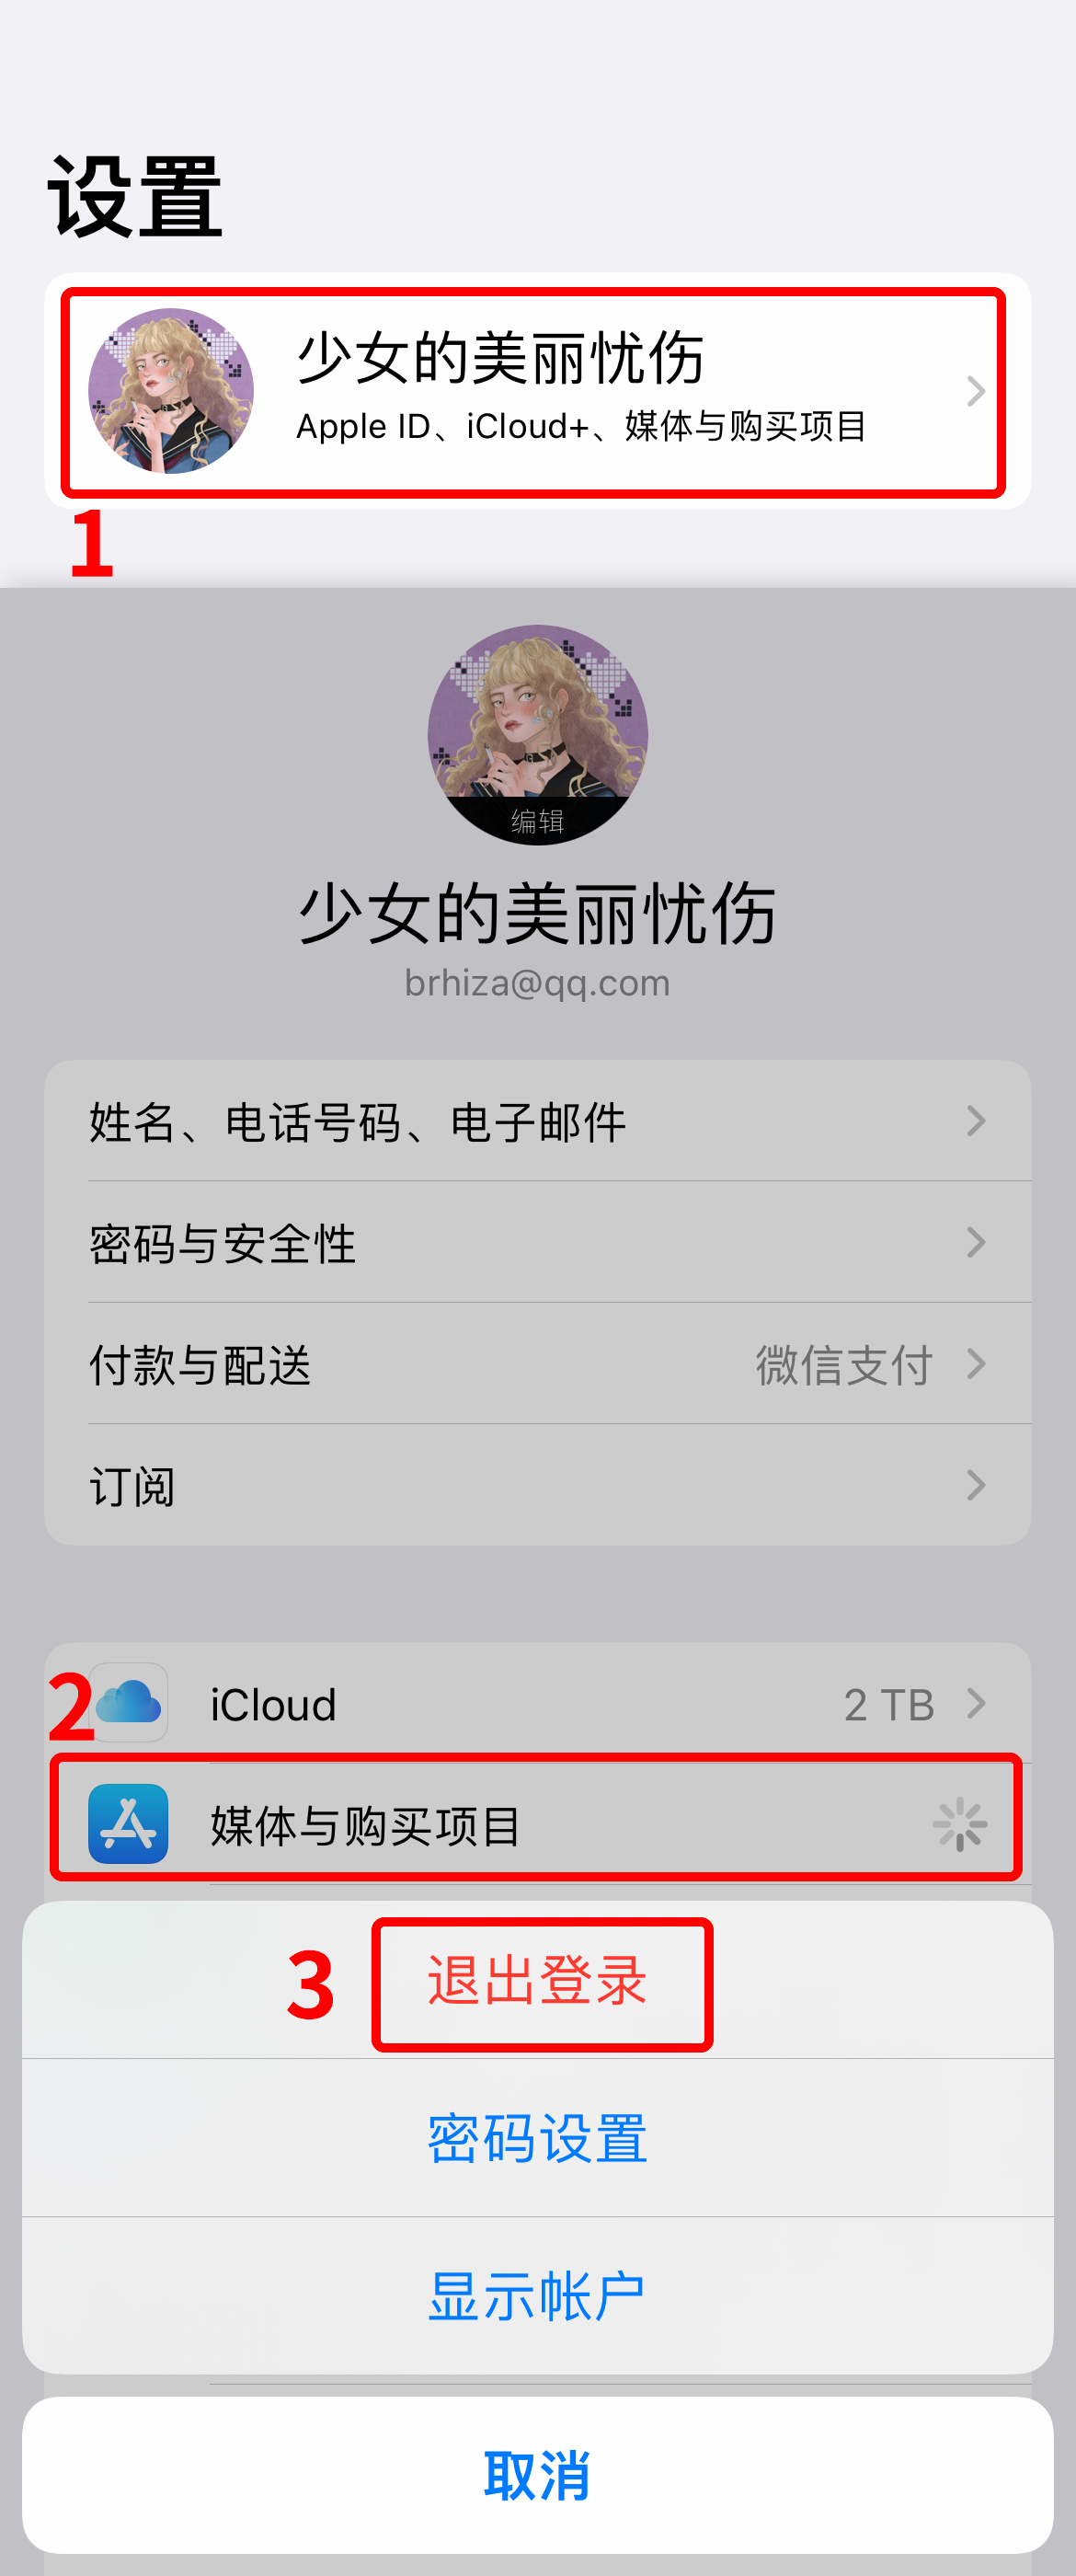 设置
少女的美丽忧伤
Apple ID、iCloud+、媒体与购买项目
1
编辑
少女的美丽忧伤
brhiza@qq.com
姓名、电话号码、电子邮件
密码与安全性
付款与配送 微信支付
订阅
2
iCloud 2 TB
媒体与购买项目
3 退出登录
密码设置
显示帐户
取消